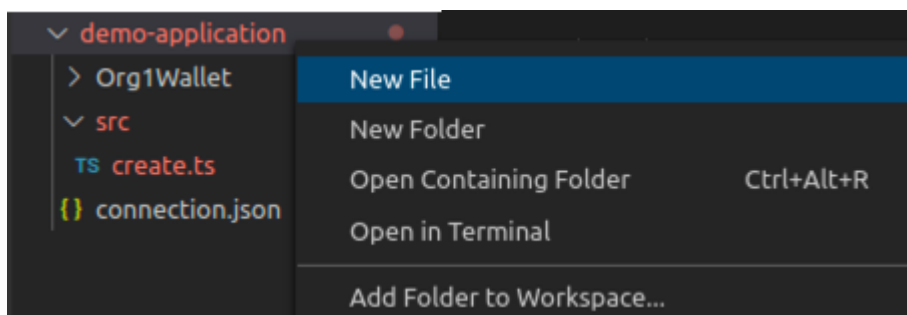 demo-application
Org1Wallet
src
TS create.ts
{} connection.json
New File
New Folder
Open Containing Folder Ctrl+Alt+R
Open in Terminal
Add Folder to Workspace...